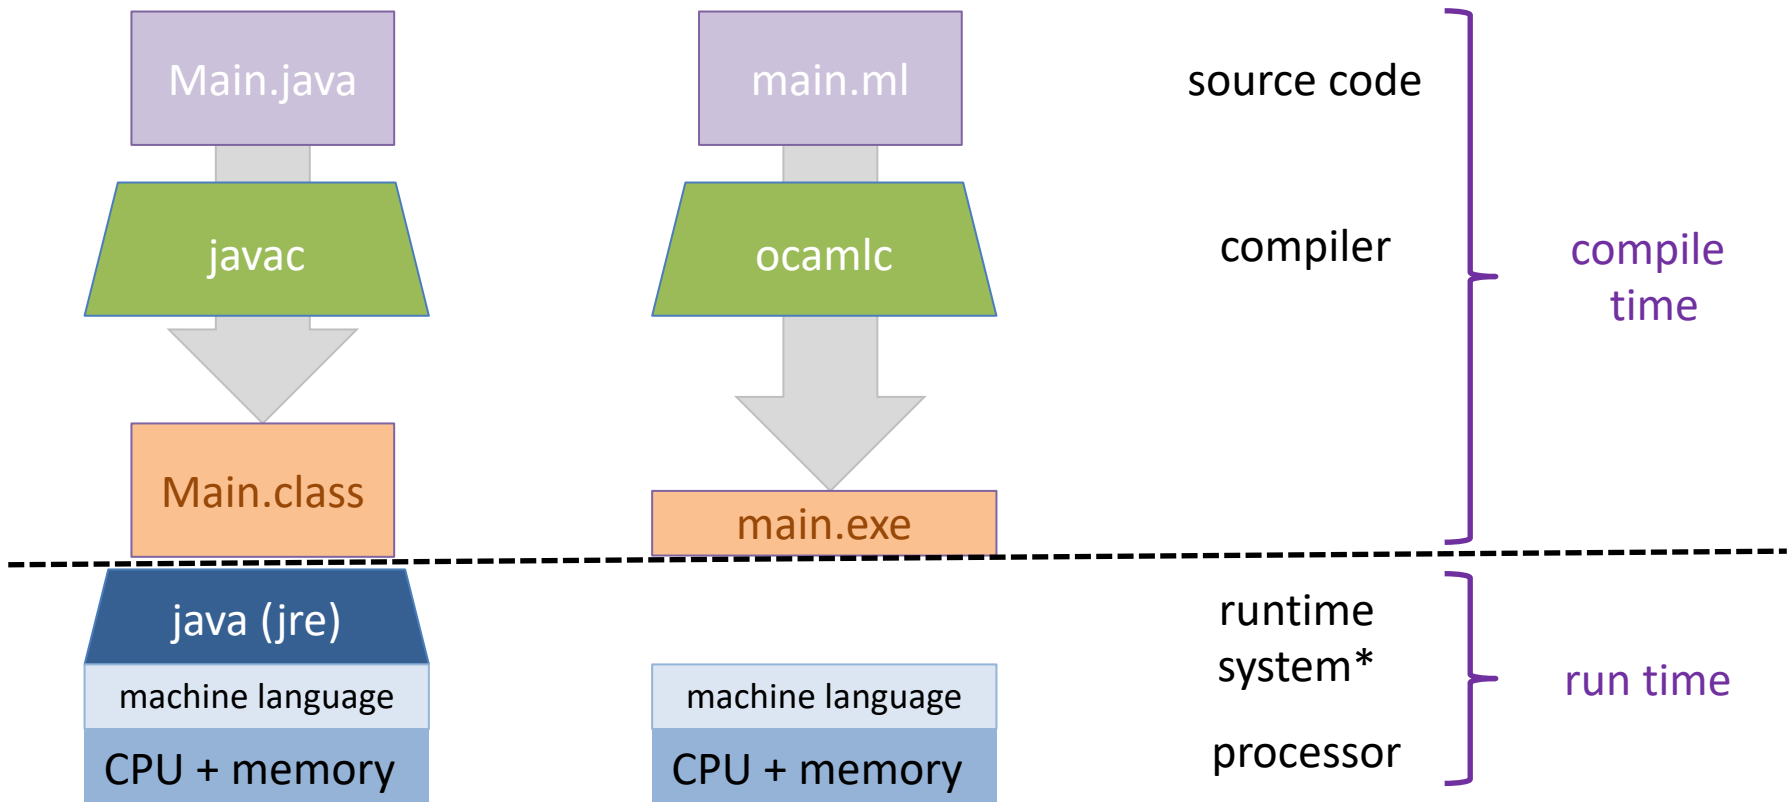 Main.java
main.ml
source code
javac
ocamlc
compiler
compile
time
Main.class
main.exe
java (jre)
runtime
system*
run time
machine language
machine language
CPU + memory
CPU + memory
processor